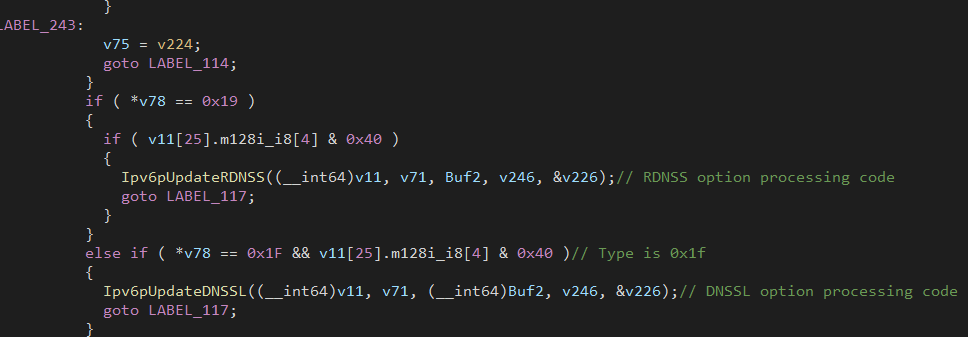 }
LABEL_243:
v75 = v224;
goto LABEL_114;
}
if ( *v78 == 0x19 )
{
if ( v11[25].m128i_i8[4] & 0x40 )
{
Ipv6pUpdateRDNSS((__int64)v11, v71, Buf2, v246, &v226);// RDNSS option processing code
goto LABEL_117;
}
}
else if ( *v78 == 0x1F && v11[25].m128i_i8[4] & 0x40 )// Type is 0x1f
{
Ipv6pUpdateDNSSL((__int64)v11, v71, (__int64)Buf2, v246, &v226);// DNSSL option processing code
goto LABEL_117;
}